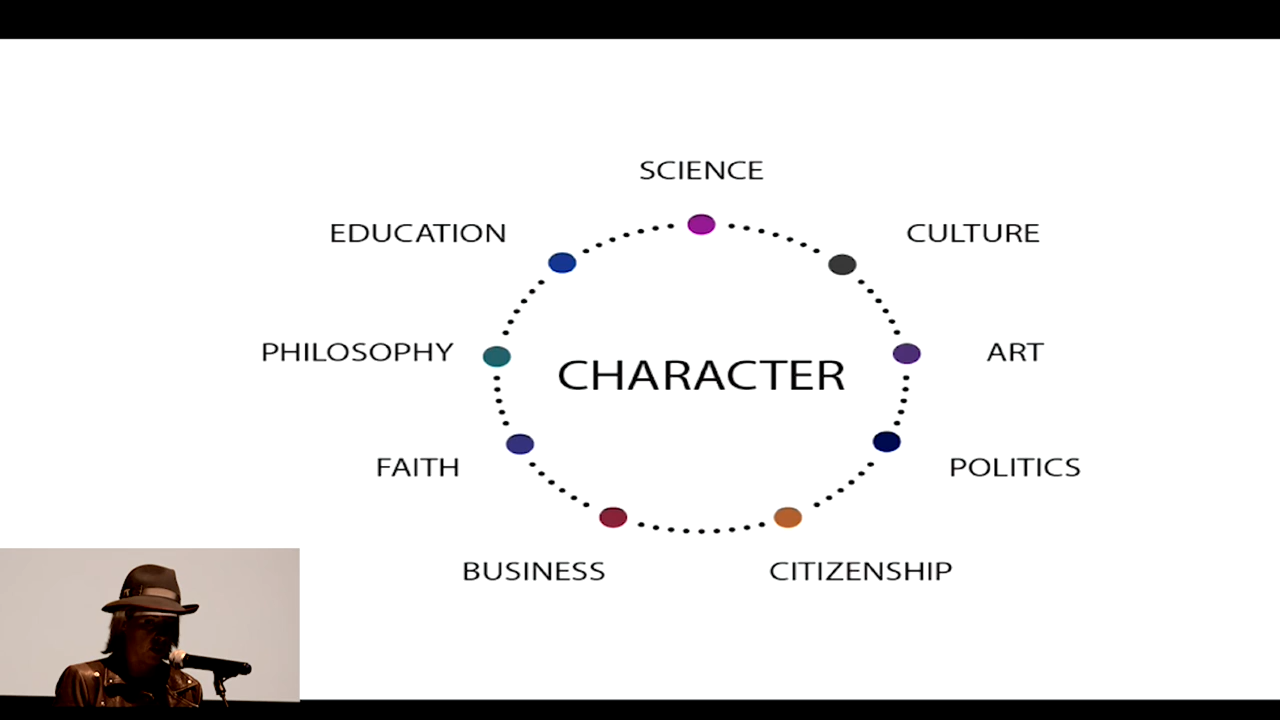 SCIENCE
EDUCATION
CULTURE
PHILOSOPHY
ART
CHARACTER
FAITH
POLITICS
BUSINESS
CITIZENSHIP